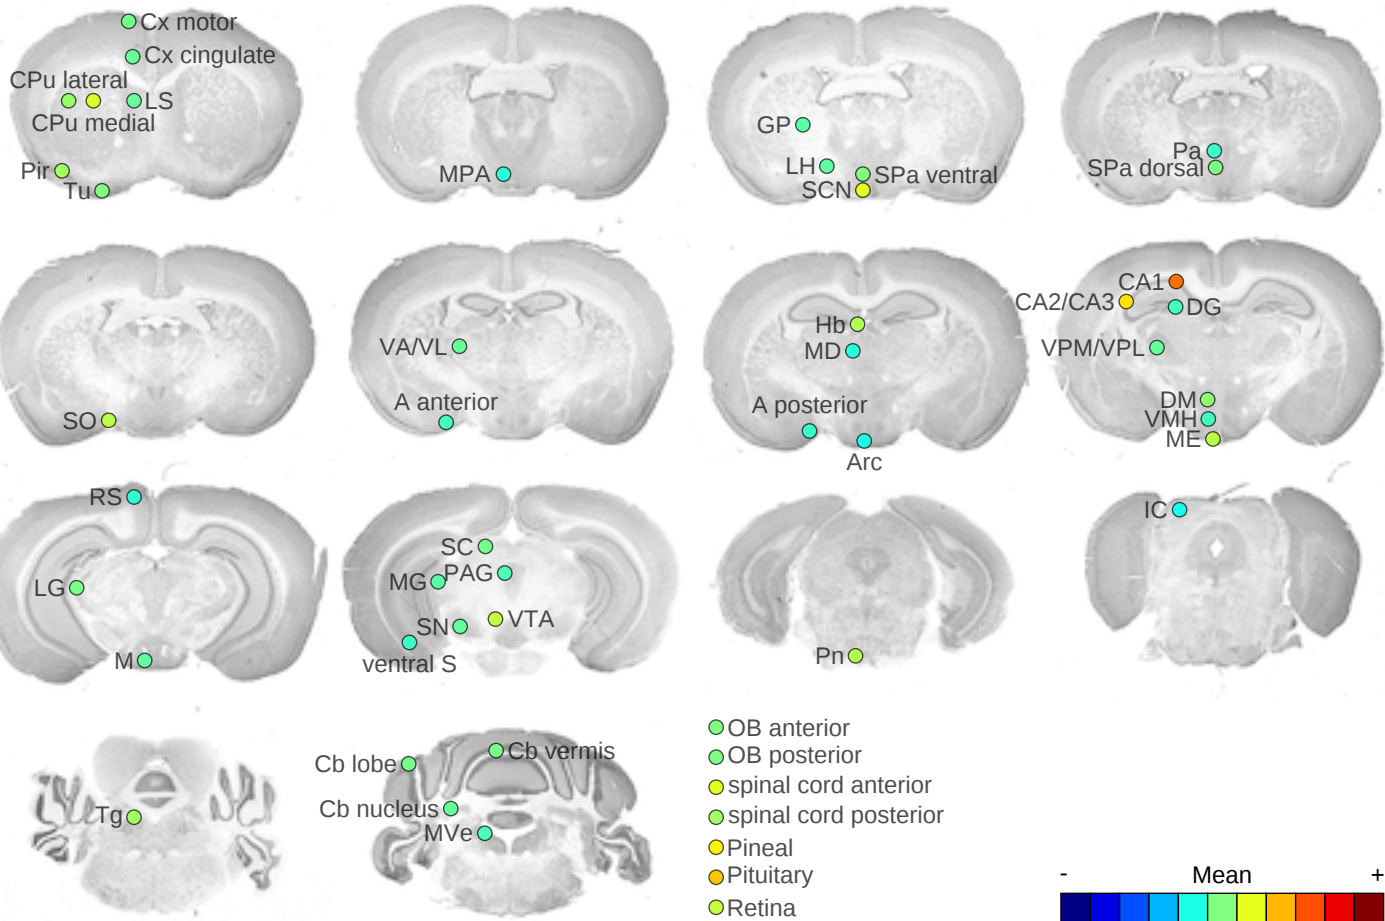 Cx motor
Cx cingulate
CPu lateral
LS
CPu medial
Pir
Tu
MPA
GP
LH
SPa ventral
SCN
Pa
SPa dorsal
SO
VA/VL
A anterior
Hb
MD
A posterior
Arc
CA1
CA2/CA3
DG
VPM/VPL
DM
VMH
ME
RS
LG
M
SC
PAG
MG
SN
VTA
ventral S
Pn
IC
Tg
Cb vermis
Cb lobe
Cb nucleus
MVe
OB anterior
OB posterior
spinal cord anterior
spinal cord posterior
Pineal
Pituitary
Retina
- Mean +